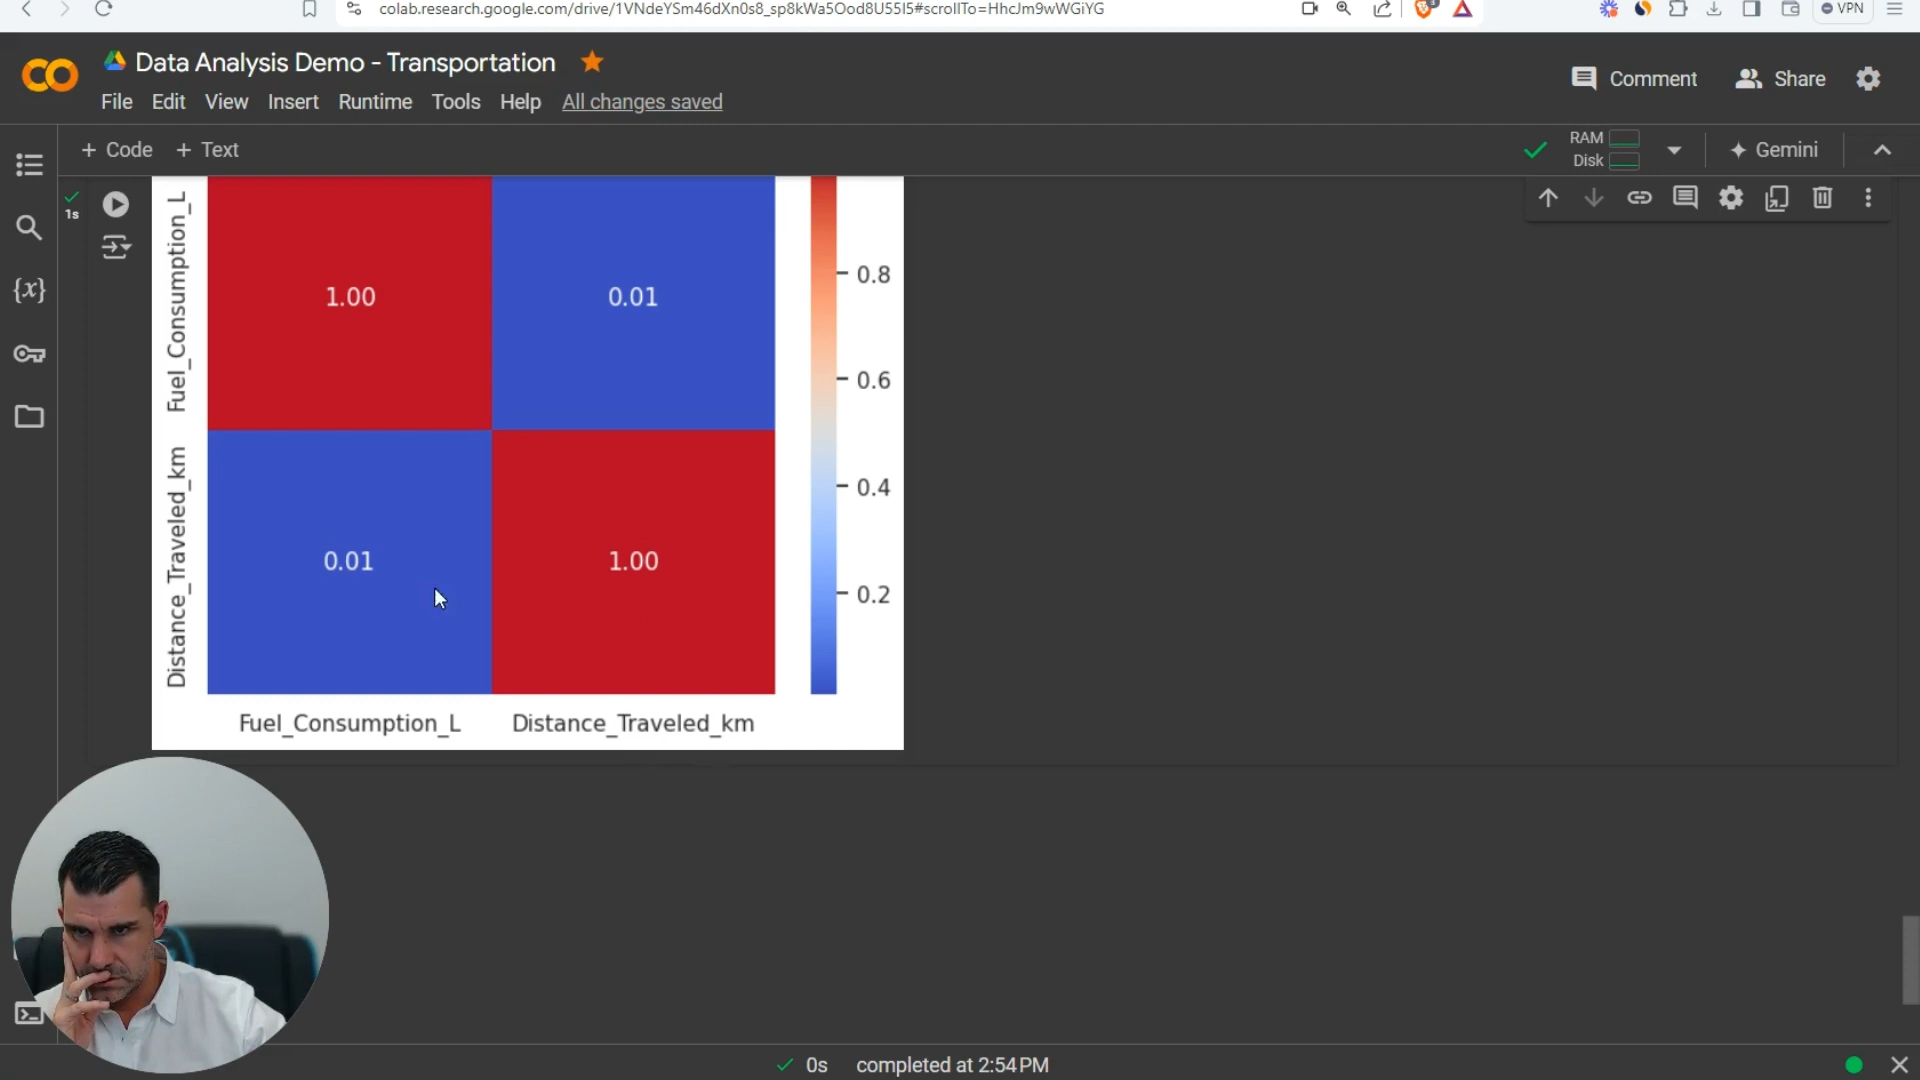 colab.research.google.com/drive/1VNdeYSm46dXn0s8_sp8kWa5Ood8U55I5#scrollTo=HhcJm9wWGiYG
VPN
Data Analysis Demo - Transportation
Comment
Share
File Edit View Insert Runtime Tools Help All changes saved
+ Code + Text
RAM
Disk
Gemini
1s
{x}
Fuel_Consumption_L
1.00 0.01
Distance_Traveled_km
0.01 1.00
0.8
0.6
0.4
0.2
Fuel_Consumption_L Distance_Traveled_km
0s completed at 2:54 PM